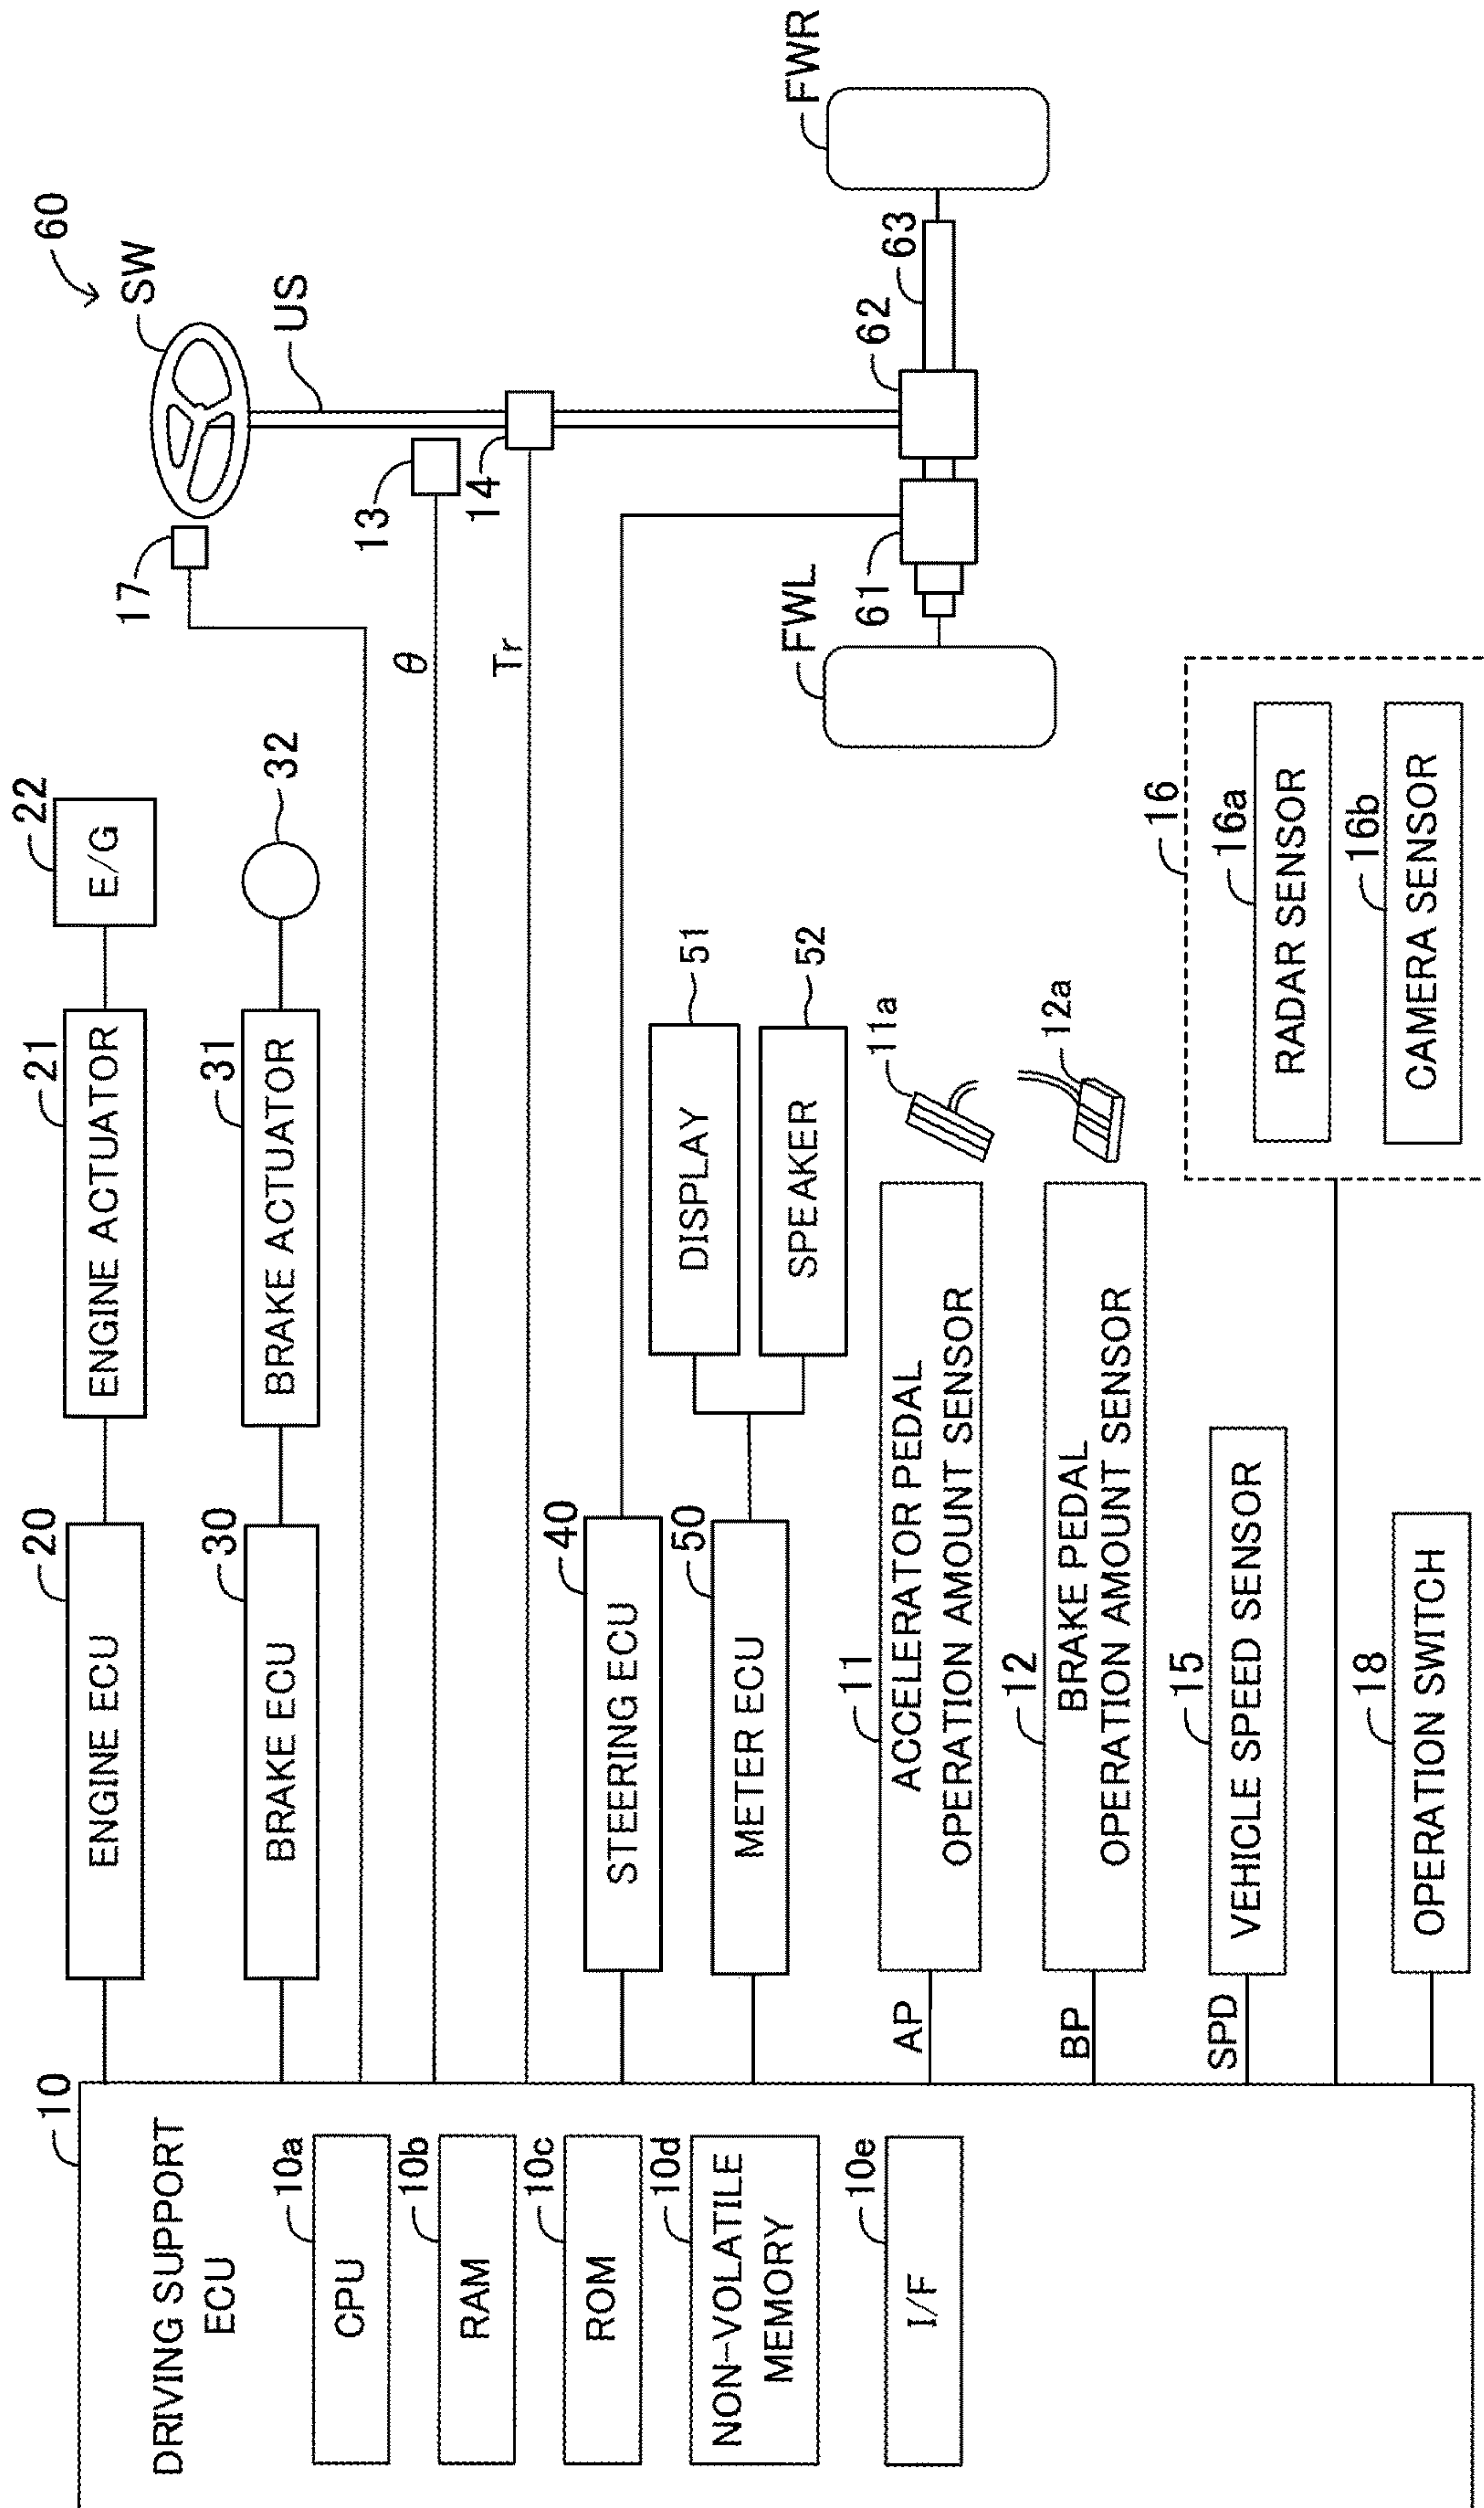 10
DRIVING SUPPORT
ECU
10a
CPU
10b
RAM
10c
ROM
10d
NON-VOLATILE
MEMORY
10e
I/F
20
ENGINE ECU
21
ENGINE ACTUATOR
22
E/G
30
BRAKE ECU
31
BRAKE ACTUATOR
32
17
60
SW
US
θ
13
Tr
14
40
STEERING ECU
50
METER ECU
51
DISPLAY
52
SPEAKER
FWL
61
62
63
FWR
AP
11
ACCELERATOR PEDAL
OPERATION AMOUNT SENSOR
11a
BP
12
BRAKE PEDAL
OPERATION AMOUNT SENSOR
12a
SPD
15
VEHICLE SPEED SENSOR
16
16a
RADAR SENSOR
16b
CAMERA SENSOR
18
OPERATION SWITCH